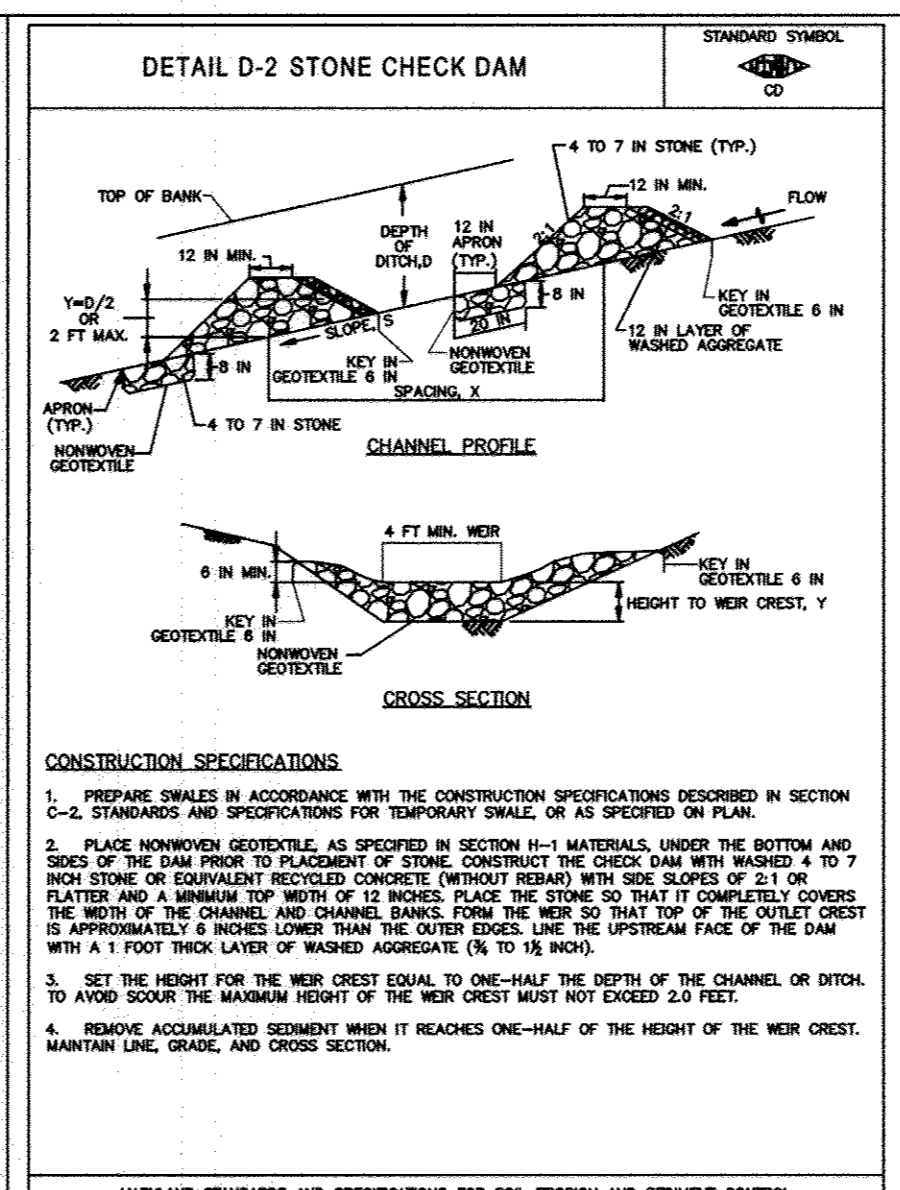 DETAIL D-2 STONE CHECK DAM
STANDARD SYMBOL
CD
4 TO 7 IN STONE (TYP.)
12 IN MIN.
2:1
FLOW
TOP OF BANK
DEPTH
OF
DITCH,D
12 IN
APRON
(TYP.)
2:1
12 IN MIN.
Y=D/2
OR
2 FT MAX.
8 IN
20 IN
KEY IN
GEOTEXTILE 6 IN
12 IN LAYER OF
WASHED AGGREGATE
SLOPE, S
KEY IN
GEOTEXTILE 6 IN
NONWOVEN
GEOTEXTILE
8 IN
SPACING, X
APRON
(TYP.)
4 TO 7 IN STONE
NONWOVEN
GEOTEXTILE
CHANNEL PROFILE
4 FT MIN. WEIR
6 IN MIN.
KEY IN
GEOTEXTILE 6 IN
HEIGHT TO WEIR CREST, Y
KEY IN
GEOTEXTILE 6 IN
NONWOVEN
GEOTEXTILE
CROSS SECTION
CONSTRUCTION SPECIFICATIONS
1. PREPARE SWALES IN ACCORDANCE WITH THE CONSTRUCTION SPECIFICATIONS DESCRIBED IN SECTION
C-2, STANDARDS AND SPECIFICATIONS FOR TEMPORARY SWALE, OR AS SPECIFIED ON PLAN.
2. PLACE NONWOVEN GEOTEXTILE, AS SPECIFIED IN SECTION H-1 MATERIALS, UNDER THE BOTTOM AND
SIDES OF THE DAM PRIOR TO PLACEMENT OF STONE. CONSTRUCT THE CHECK DAM WITH WASHED 4 TO 7
INCH STONE OR EQUIVALENT RECYCLED CONCRETE (WITHOUT REBAR) WITH SIDE SLOPES OF 2:1 OR
FLATTER AND A MINIMUM TOP WIDTH OF 12 INCHES. PLACE THE STONE SO THAT IT COMPLETELY COVERS
THE WIDTH OF THE CHANNEL AND CHANNEL BANKS. FORM THE WEIR SO THAT TOP OF THE OUTLET CREST
IS APPROXIMATELY 6 INCHES LOWER THAN THE OUTER EDGES. LINE THE UPSTREAM FACE OF THE DAM
WITH A 1 FOOT THICK LAYER OF WASHED AGGREGATE (¾ TO 1½ INCH).
3. SET THE HEIGHT FOR THE WEIR CREST EQUAL TO ONE-HALF THE DEPTH OF THE CHANNEL OR DITCH.
TO AVOID SCOUR THE MAXIMUM HEIGHT OF THE WEIR CREST MUST NOT EXCEED 2.0 FEET.
4. REMOVE ACCUMULATED SEDIMENT WHEN IT REACHES ONE-HALF OF THE HEIGHT OF THE WEIR CREST.
MAINTAIN LINE, GRADE, AND CROSS SECTION.